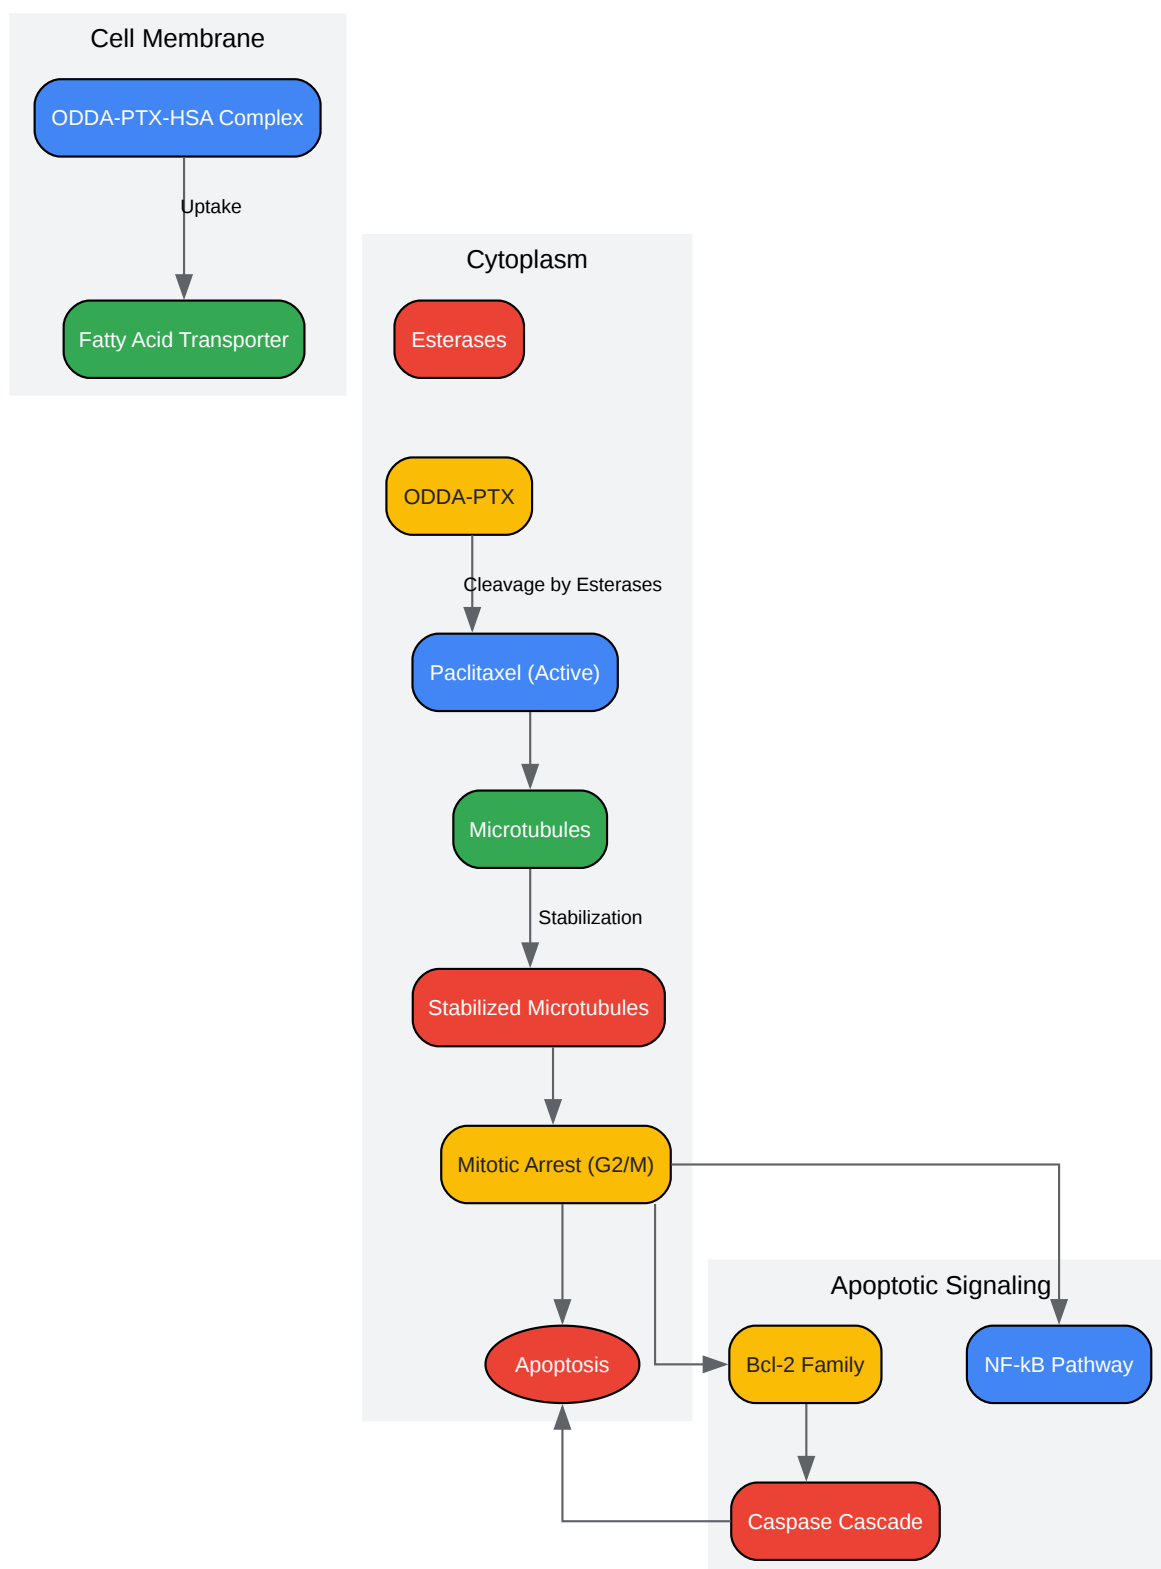 Cell Membrane
ODDA-PTX-HSA Complex
Uptake
Fatty Acid Transporter
Cytoplasm
Esterases
ODDA-PTX
Cleavage by Esterases
Paclitaxel (Active)
Microtubules
Stabilization
Stabilized Microtubules
Mitotic Arrest (G2/M)
Apoptosis
Apoptotic Signaling
Bcl-2 Family
NF-kB Pathway
Caspase Cascade